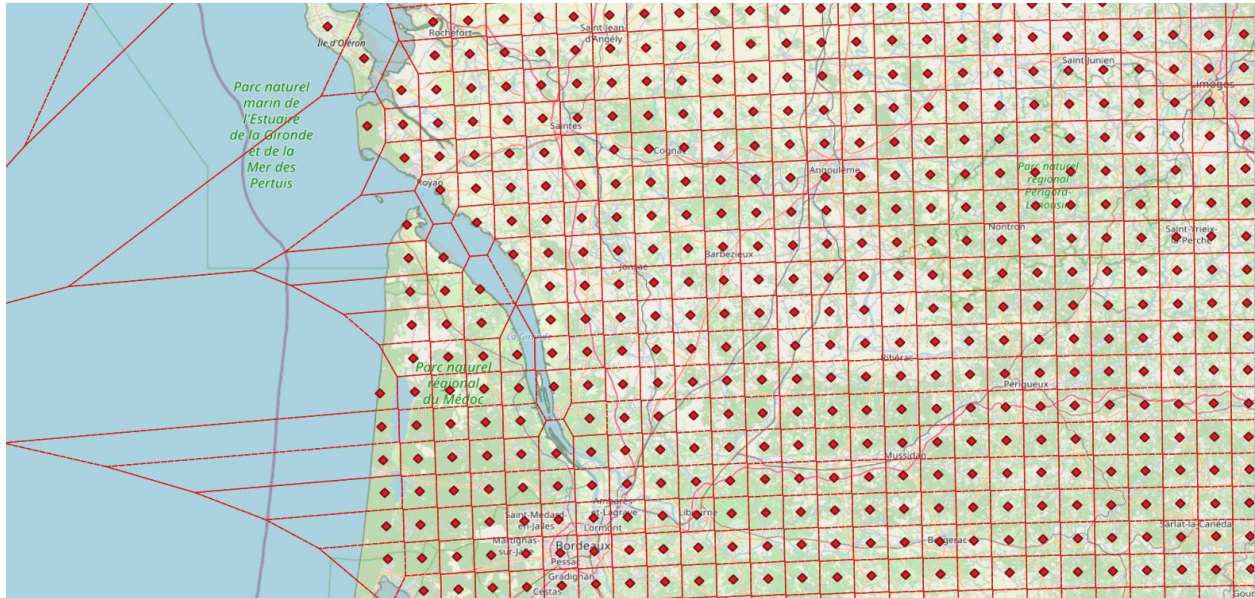 Rochefort
Saint-Jean
d'Angély
Île d'Oléron
Saint-Junien
Limoges
Parc naturel
marin de
l'Estuaire
de la Gironde
et de la
Mer des
Pertuis
Saintes
Cognac
Angoulême
Parc naturel
régional
Périgord-
Limousin
Royan
Nontron
Saint-Yrieix-
la-Perche
Barbezieux
Jonzac
La Gironde
Ribérac
Parc naturel
régional
du Médoc
Périgueux
Mussidan
Ambarès-
et-Lagrave
Saint-Médard-
en-Jalles
Libourne
Lormont
Sarlat-la-Canéda
Martignas-
sur-Jalle
Bordeaux
Bergerac
Pessac
Gradignan
Cestas
Gour